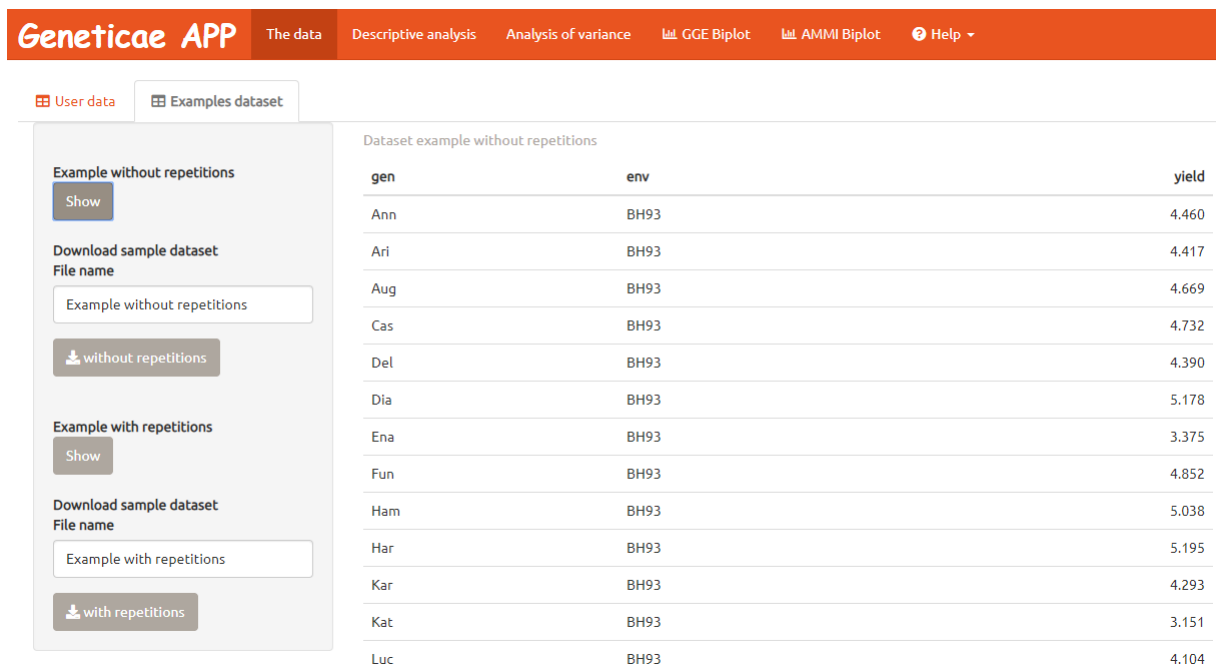 Geneticae APP The data Descriptive analysis Analysis of variance GGE Biplot AMMI Biplot Help
User data Examples dataset
Example without repetitions
Show
Download sample dataset
File name
Example without repetitions
without repetitions
Example with repetitions
Show
Download sample dataset
File name
Example with repetitions
with repetitions
Dataset example without repetitions
gen env yield
Ann BH93 4.460
Ari BH93 4.417
Aug BH93 4.669
Cas BH93 4.732
Del BH93 4.390
Dia BH93 5.178
Ena BH93 3.375
Fun BH93 4.852
Ham BH93 5.038
Har BH93 5.195
Kar BH93 4.293
Kat BH93 3.151
Luc BH93 4.104